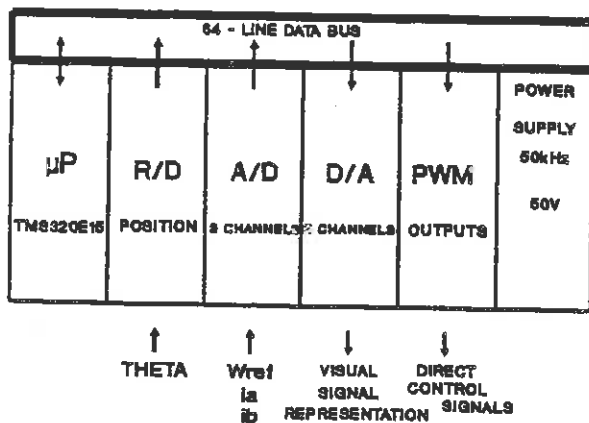 64 - LINE DATA BUS
µP
TMS320E15
R/D
POSITION
A/D
CHANNELS
D/A
CHANNELS
PWM
OUTPUTS
POWER
SUPPLY
50kHz
50V
THETA
Wref
ia
ib
VISUAL
SIGNAL
REPRESENTATION
DIRECT
CONTROL
SIGNALS